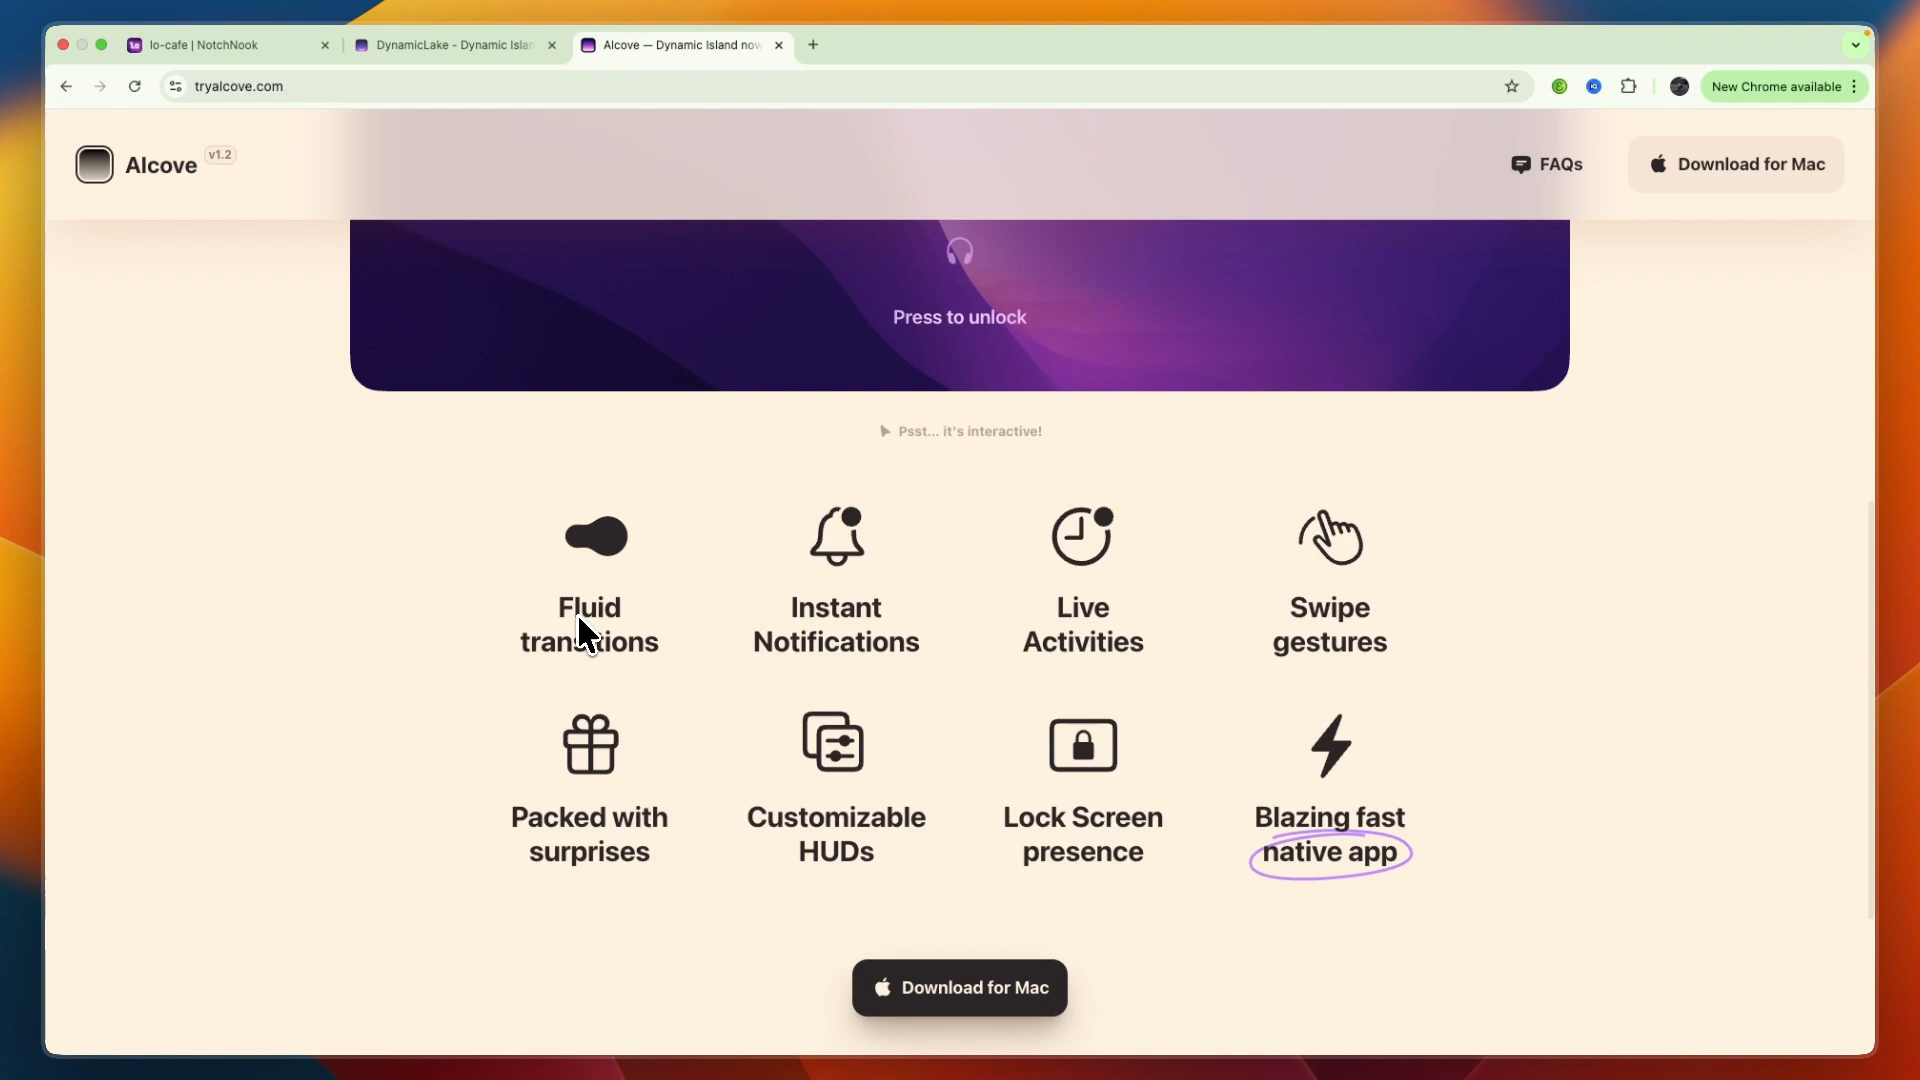 lo-cafe | NotchNook
DynamicLake - Dynamic Islan
Alcove — Dynamic Island now
tryalcove.com
New Chrome available
Alcove v1.2
FAQs
Download for Mac
Press to unlock
Psst... it's interactive!
Fluid
transitions
Instant
Notifications
Live
Activities
Swipe
gestures
Packed with
surprises
Customizable
HUDs
Lock Screen
presence
Blazing fast
native app
Download for Mac